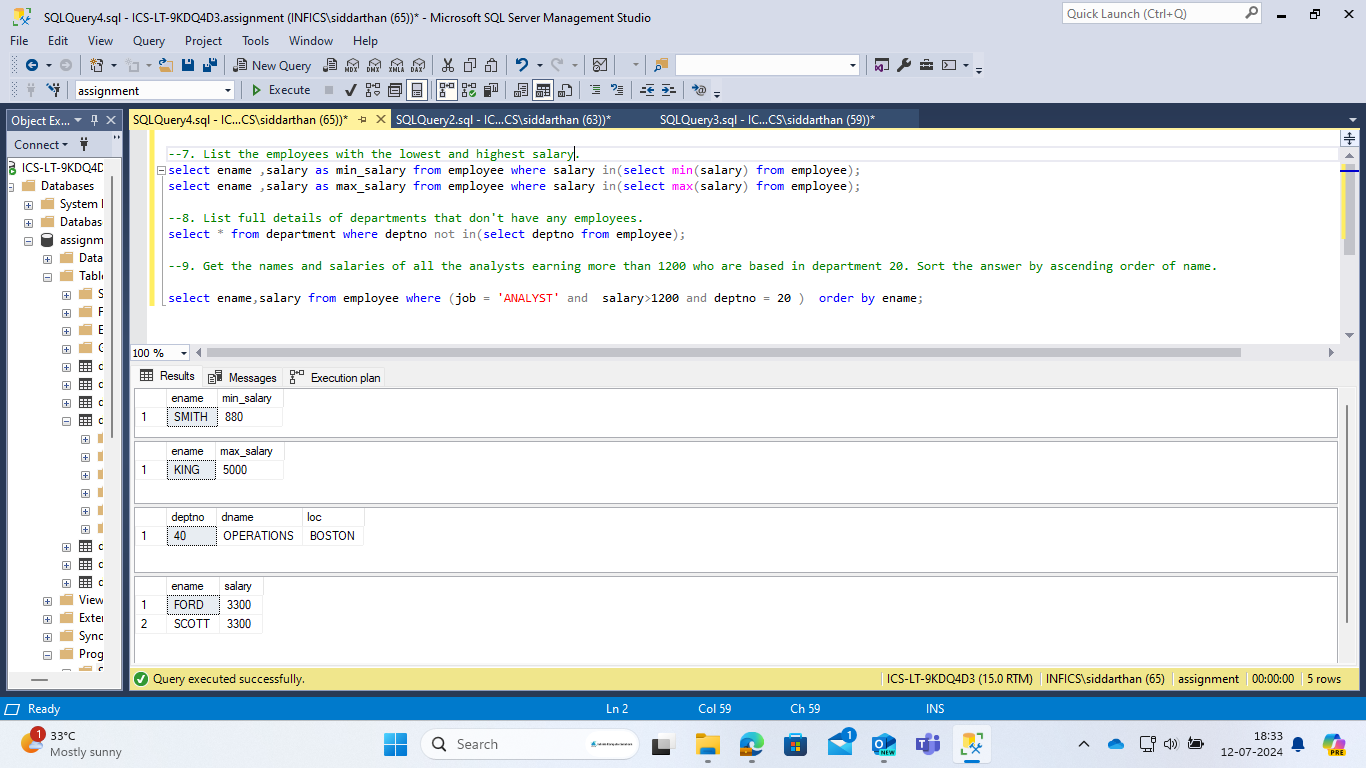 SQLQuery4.sql - ICS-LT-9KDQ4D3.assignment (INFICS\siddarthan (65))* - Microsoft SQL Server Management Studio
Quick Launch (Ctrl+Q)
File Edit View Query Project Tools Window Help
New Query MDX DMX XMLA DAX
assignment Execute
Object Ex...
SQLQuery4.sql - IC...CS\siddarthan (65))*
SQLQuery2.sql - IC...CS\siddarthan (63))*
SQLQuery3.sql - IC...CS\siddarthan (59))*
Connect
ICS-LT-9KDQ4D
Databases
System
Databas
assignm
Data
Table
View
Exter
Sync
Prog
--7. List the employees with the lowest and highest salary.
select ename ,salary as min_salary from employee where salary in(select min(salary) from employee);
select ename ,salary as max_salary from employee where salary in(select max(salary) from employee);
--8. List full details of departments that don't have any employees.
select * from department where deptno not in(select deptno from employee);
--9. Get the names and salaries of all the analysts earning more than 1200 who are based in department 20. Sort the answer by ascending order of name.
select ename,salary from employee where (job = 'ANALYST' and  salary>1200 and deptno = 20 )  order by ename;
100 %
Results Messages Execution plan
ename min_salary
1 SMITH 880
ename max_salary
1 KING 5000
deptno dname loc
1 40 OPERATIONS BOSTON
ename salary
1 FORD 3300
2 SCOTT 3300
Query executed successfully. ICS-LT-9KDQ4D3 (15.0 RTM) INFICS\siddarthan (65) assignment 00:00:00 5 rows
Ready Ln 2 Col 59 Ch 59 INS
1 33°C
Mostly sunny
Search
1
NEW
18:33
12-07-2024
PRE